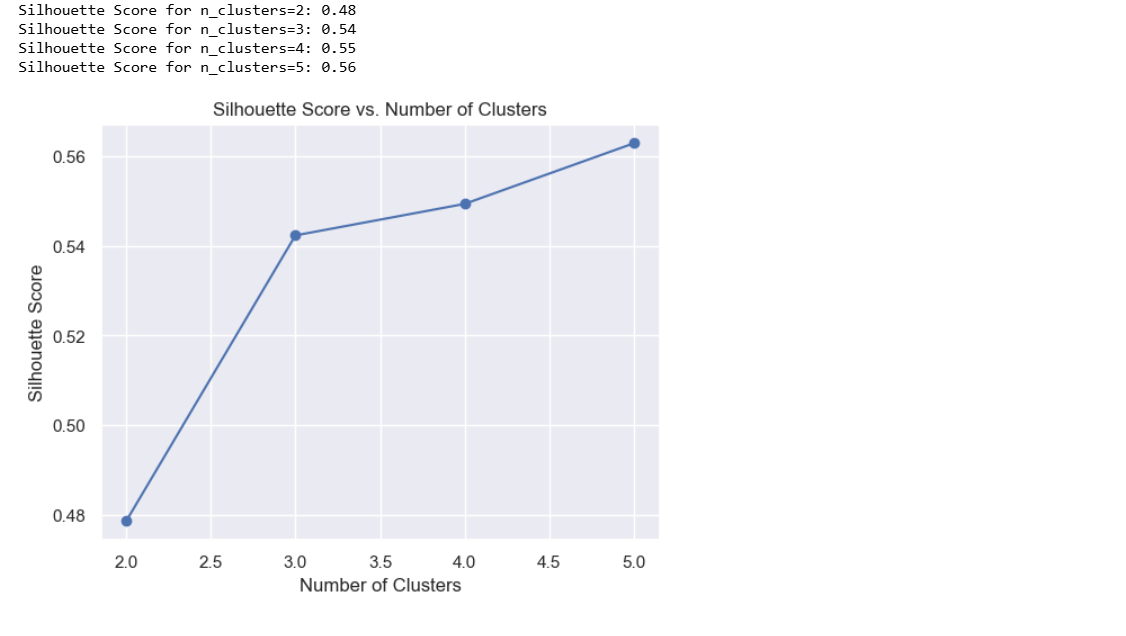 Silhouette Score for n_clusters=2: 0.48
Silhouette Score for n_clusters=3: 0.54
Silhouette Score for n_clusters=4: 0.55
Silhouette Score for n_clusters=5: 0.56
Silhouette Score vs. Number of Clusters
0.56
0.54
0.52
0.50
0.48
Silhouette Score
2.0 2.5 3.0 3.5 4.0 4.5 5.0
Number of Clusters